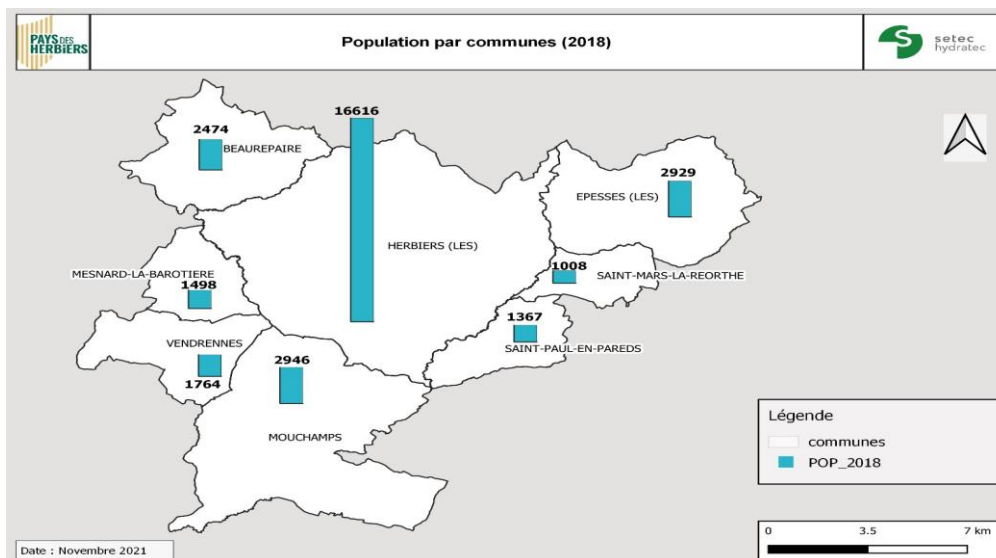 PAYS DES
HERBIERS
Population par communes (2018)
setec
hydratec
16616
2474
BEAUREPAIRE
2929
EPESSES (LES)
HERBIERS (LES)
MESNARD-LA-BAROTIERE
1498
1008
SAINT-MARS-LA-REORTHE
1367
SAINT-PAUL-EN-PAREDS
VENDRENNES
1764
2946
MOUCHAMPS
Légende
communes
POP_2018
0 3.5 7 km
Date : Novembre 2021